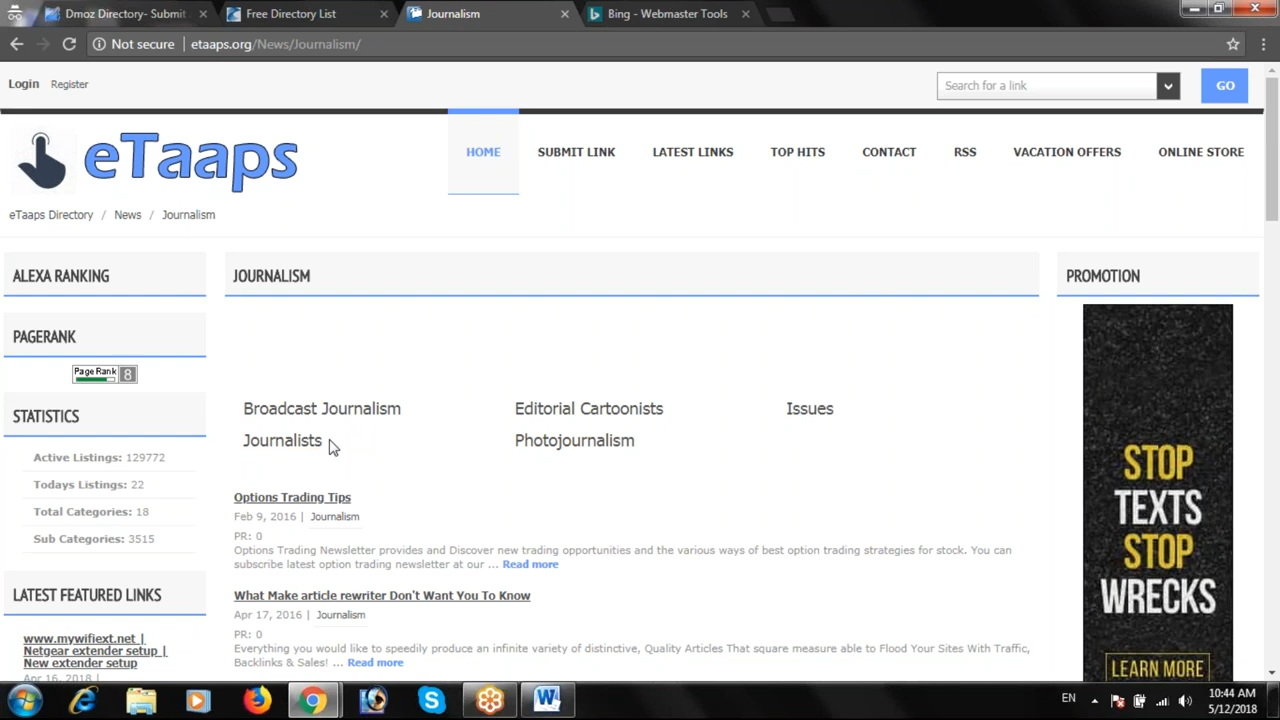 Dmoz Directory- Submit
Free Directory List
Journalism
Bing - Webmaster Tools
Not secure
etaaps.org/News/Journalism/
Login
Register
Search for a link
GO
eTaaps
HOME
SUBMIT LINK
LATEST LINKS
TOP HITS
CONTACT
RSS
VACATION OFFERS
ONLINE STORE
eTaaps Directory / News / Journalism
ALEXA RANKING
PAGERANK
Page Rank 8
STATISTICS
Active Listings: 129772
Todays Listings: 22
Total Categories: 18
Sub Categories: 3515
LATEST FEATURED LINKS
www.mywifiext.net |
Netgear extender setup |
New extender setup
Apr 16, 2018 |
JOURNALISM
Broadcast Journalism
Editorial Cartoonists
Issues
Journalists
Photojournalism
Options Trading Tips
Feb 9, 2016 | Journalism
PR: 0
Options Trading Newsletter provides and Discover new trading opportunities and the various ways of best option trading strategies for stock. You can
subscribe latest option trading newsletter at our ... Read more
What Make article rewriter Don't Want You To Know
Apr 17, 2016 | Journalism
PR: 0
Everything you would like to speedily produce an infinite variety of distinctive, Quality Articles That square measure able to Flood Your Sites With Traffic,
Backlinks & Sales! ... Read more
PROMOTION
STOP
TEXTS
STOP
WRECKS
LEARN MORE
EN
10:44 AM
5/12/2018